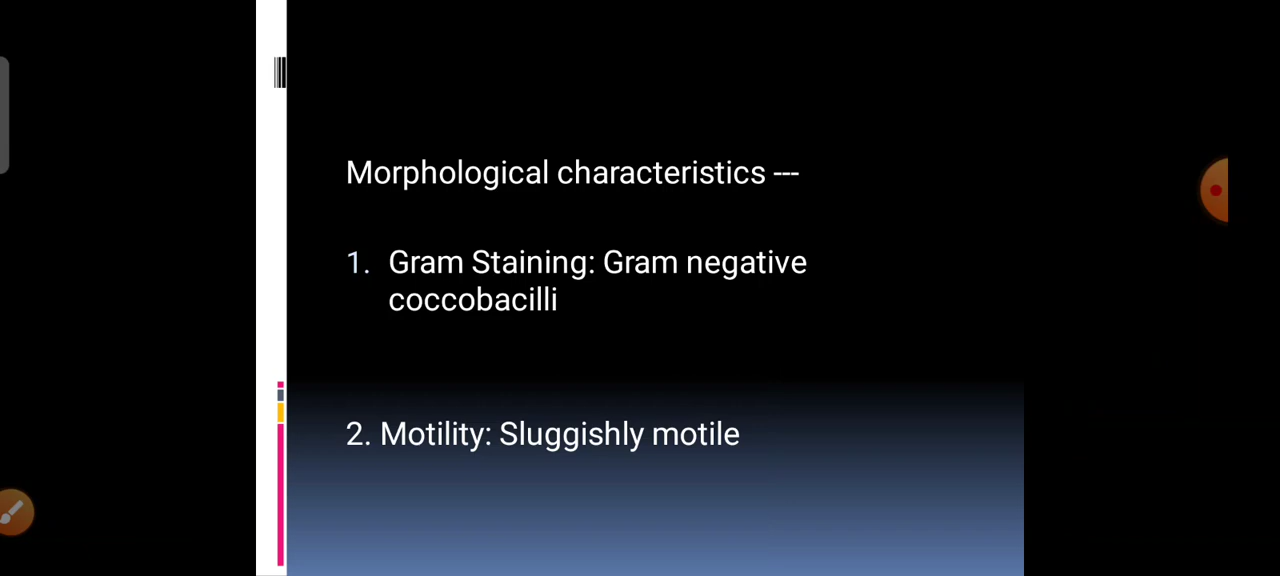 Morphological characteristics ---
1. Gram Staining: Gram negative
coccobacilli
2. Motility: Sluggishly motile